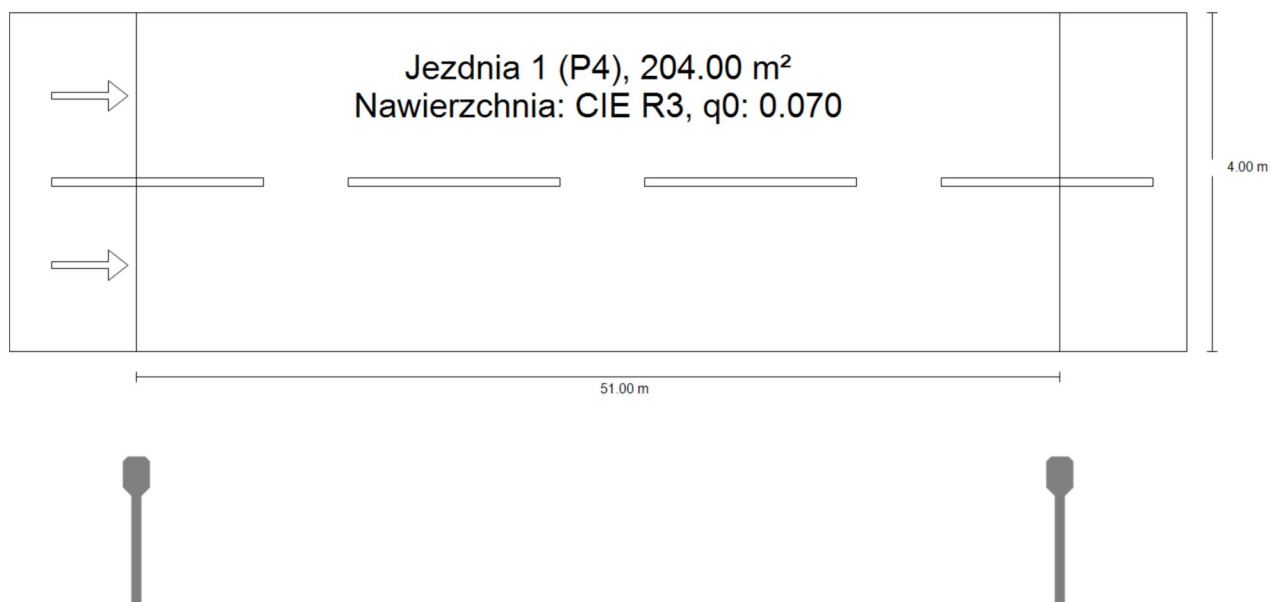 Jezdnia 1 (P4), 204.00 m²
Nawierzchnia: CIE R3, q0: 0.070
4.00 m
51.00 m